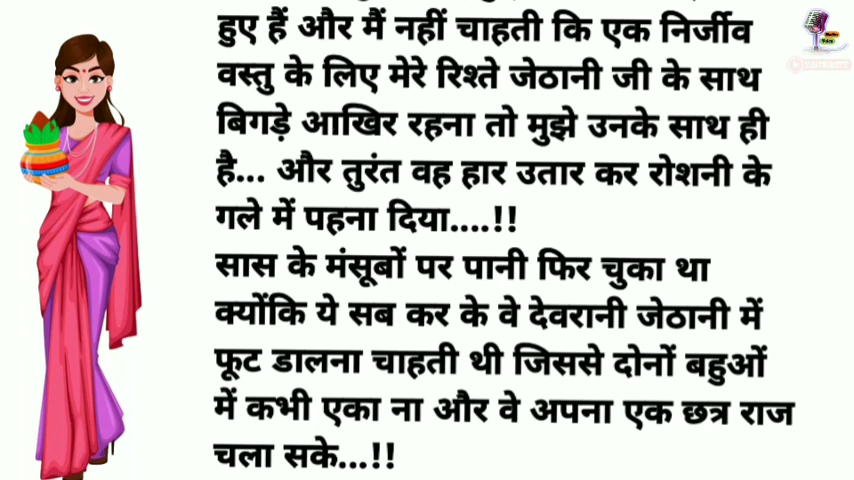 हुए हैं और मैं नहीं चाहती कि एक निर्जीव
वस्तु के लिए मेरे रिश्ते जेठानी जी के साथ
बिगड़े आखिर रहना तो मुझे उनके साथ ही
है... और तुरंत वह हार उतार कर रोशनी के
गले में पहना दिया....!!
सास के मंसूबों पर पानी फिर चुका था
क्योंकि ये सब कर के वे देवरानी जेठानी में
फूट डालना चाहती थी जिससे दोनों बहुओं
में कभी एका ना और वे अपना एक छत्र राज
चला सके...!!